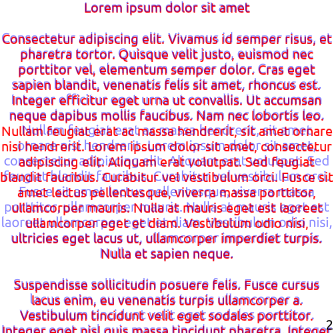 Lorem ipsum dolor sit amet
Consectetur adipiscing elit. Vivamus id semper risus, et
pharetra tortor. Quisque velit justo, euismod nec
porttitor vel, elementum semper dolor. Cras eget
sapien blandit, venenatis felis sit amet, rhoncus est.
Integer efficitur eget urna ut convallis. Ut accumsan
neque dapibus mollis faucibus. Nam nec lobortis leo.
Nullam feugiat erat ac massa hendrerit, sit amet ornare
nisi hendrerit. Lorem ipsum dolor sit amet, consectetur
adipiscing elit. Aliquam erat volutpat. Sed feugiat
blandit faucibus. Curabitur vel vestibulum orci. Fusce sit
amet lectus pellentesque, viverra massa porttitor,
ullamcorper mauris. Nulla at mauris eget est laoreet
ullamcorper eget et nisi. Vestibulum odio nisi,
ultricies eget lacus ut, ullamcorper imperdiet turpis.
Nulla et sapien neque.
Suspendisse sollicitudin posuere felis. Fusce cursus
lacus enim, eu venenatis turpis ullamcorper a.
Vestibulum tincidunt velit eget sodales porttitor.
Integer eget nisl quis massa tincidunt pharetra. Integer
2